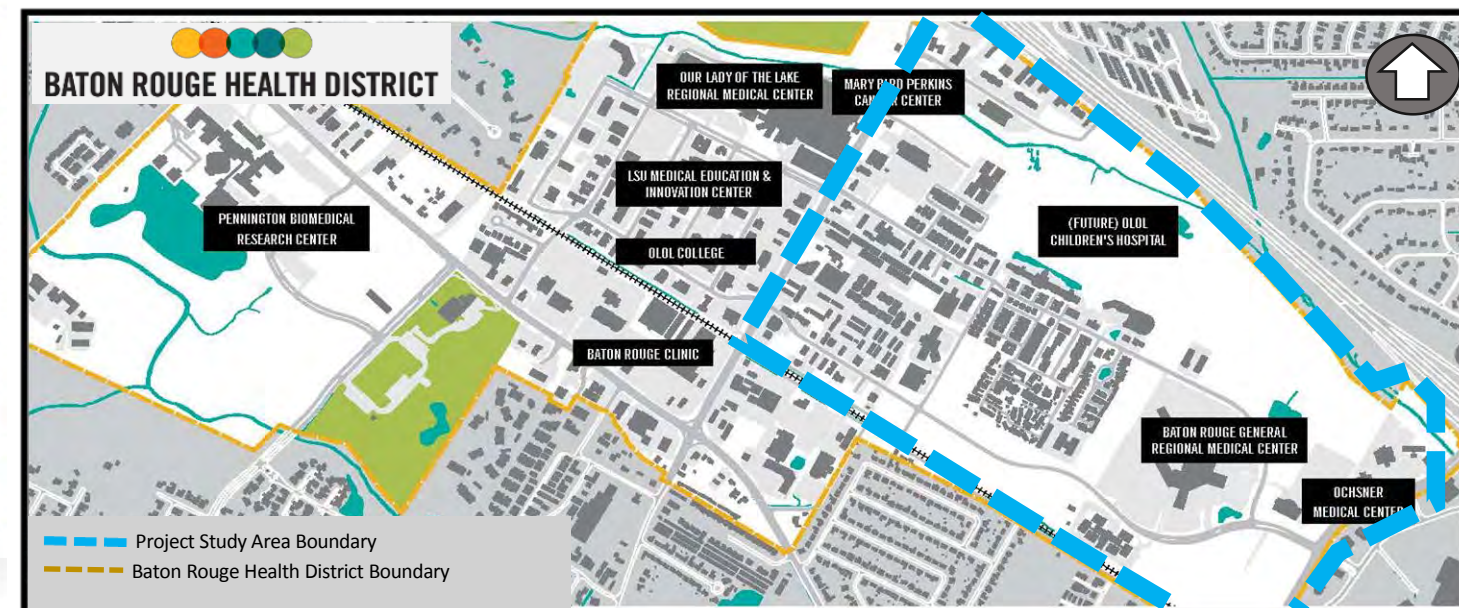 BATON ROUGE HEALTH DISTRICT
OUR LADY OF THE LAKE
REGIONAL MEDICAL CENTER
MARY BIRD PERKINS
CANCER CENTER
LSU MEDICAL EDUCATION &
INNOVATION CENTER
PENNINGTON BIOMEDICAL
RESEARCH CENTER
(FUTURE) OLOL
CHILDREN'S HOSPITAL
OLOL COLLEGE
BATON ROUGE CLINIC
BATON ROUGE GENERAL
REGIONAL MEDICAL CENTER
OCHSNER
MEDICAL CENTER
Project Study Area Boundary
Baton Rouge Health District Boundary